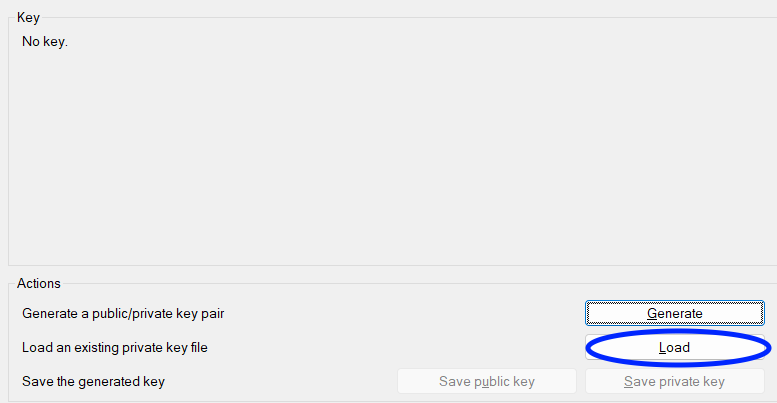 Key
No key.
Actions
Generate a public/private key pair
Generate
Load an existing private key file
Load
Save the generated key
Save public key
Save private key